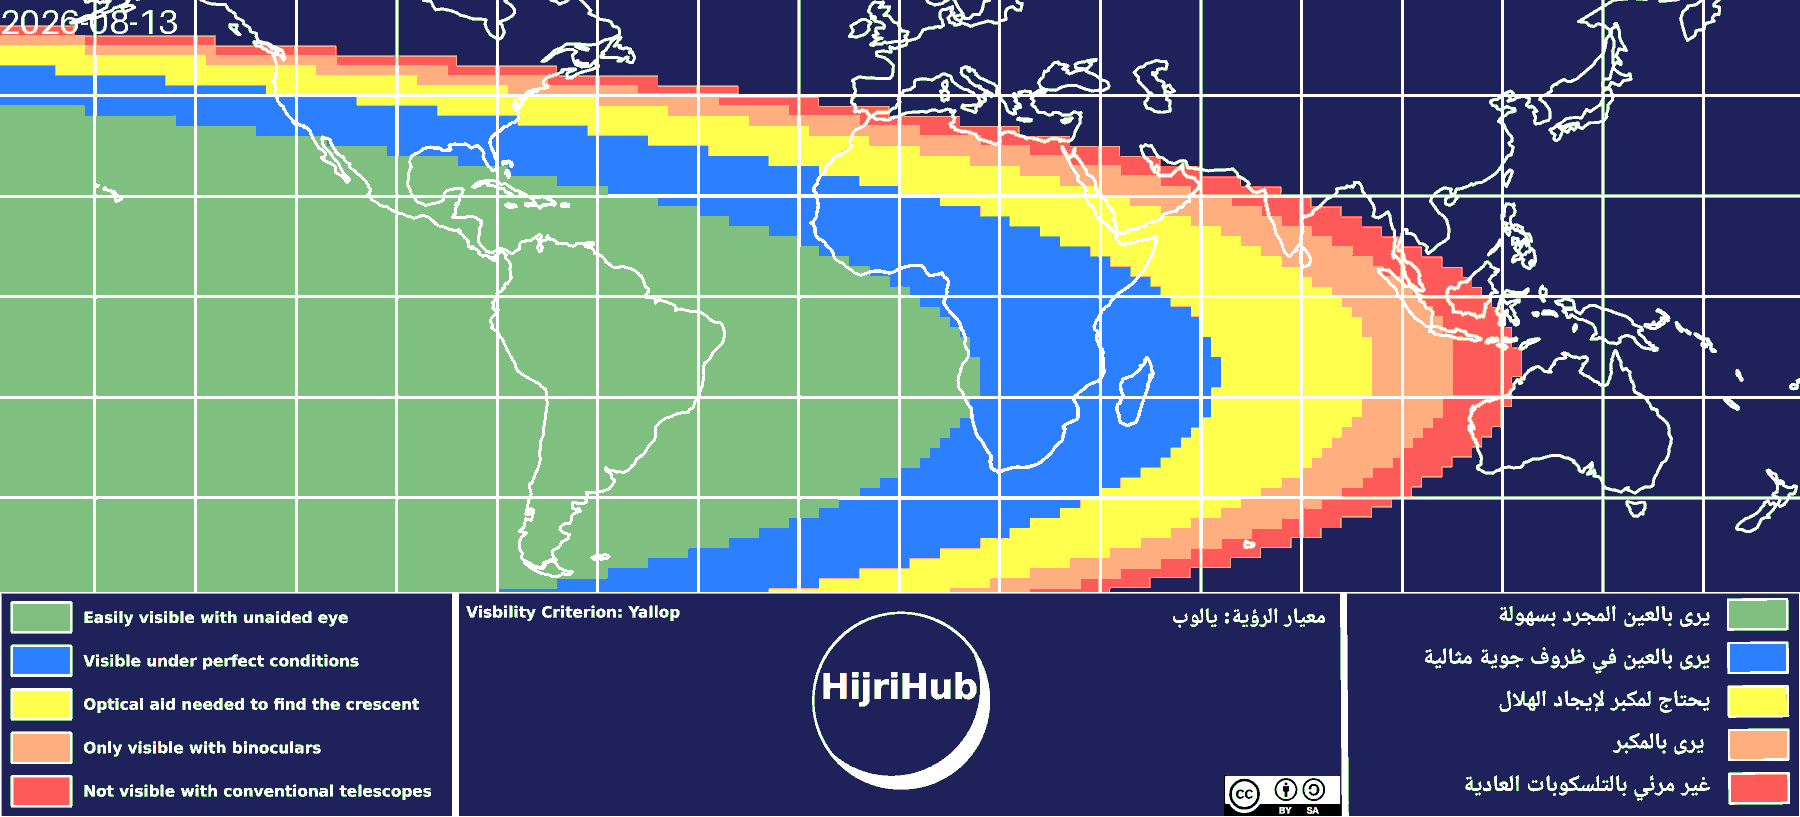 2026-08-13
Easily visible with unaided eye
Visible under perfect conditions
Optical aid needed to find the crescent
Only visible with binoculars
Not visible with conventional telescopes
Visbility Criterion: Yallop
معيار الرؤية: يالوب
HijriHub
cc
BY SA
يرى بالعين المجرد بسهولة
يرى بالعين في ظروف جوية مثالية
يحتاج لمكبر لإيجاد الهلال
يرى بالمكبر
غير مرئي بالتلسكوبات العادية